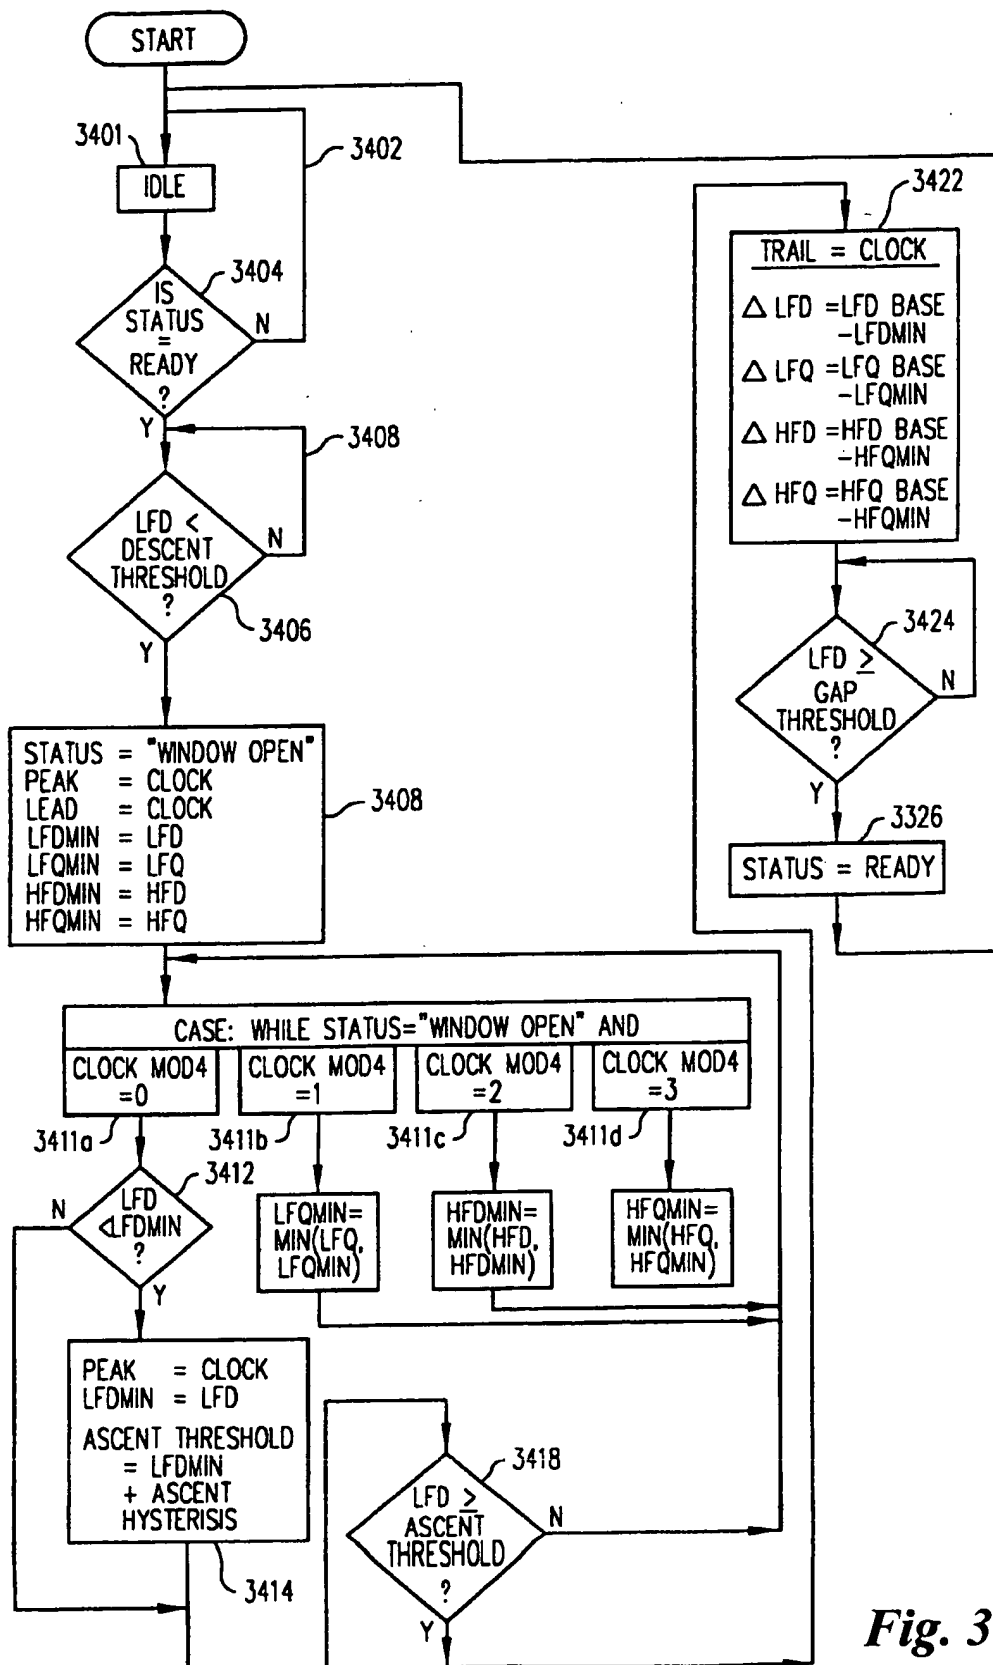 START
3401
3402
IDLE
3404
IS
STATUS
=
READY
?
N
Y
3408
LFD <
DESCENT
THRESHOLD
?
N
3406
Y
STATUS = "WINDOW OPEN"
PEAK = CLOCK
LEAD = CLOCK
LFDMIN = LFD
LFQMIN = LFQ
HFDMIN = HFD
HFQMIN = HFQ
3408
CASE: WHILE STATUS="WINDOW OPEN" AND
CLOCK MOD4
=0
CLOCK MOD4
=1
CLOCK MOD4
=2
CLOCK MOD4
=3
3411a
3411b
3411c
3411d
3412
LFD
<LFDMIN
?
N
Y
LFQMIN=
MIN(LFQ,
LFQMIN)
HFDMIN=
MIN(HFD,
HFDMIN)
HFQMIN=
MIN(HFQ,
HFQMIN)
PEAK = CLOCK
LFDMIN = LFD
ASCENT THRESHOLD
= LFDMIN
+ ASCENT
HYSTERISIS
3414
3418
LFD ≥
ASCENT
THRESHOLD
?
N
Y
3422
TRAIL = CLOCK
△ LFD =LFD BASE
-LFDMIN
△ LFQ =LFQ BASE
-LFQMIN
△ HFD =HFD BASE
-HFQMIN
△ HFQ =HFQ BASE
-HFQMIN
3424
LFD ≥
GAP
THRESHOLD
?
N
Y
3326
STATUS = READY
Fig. 3